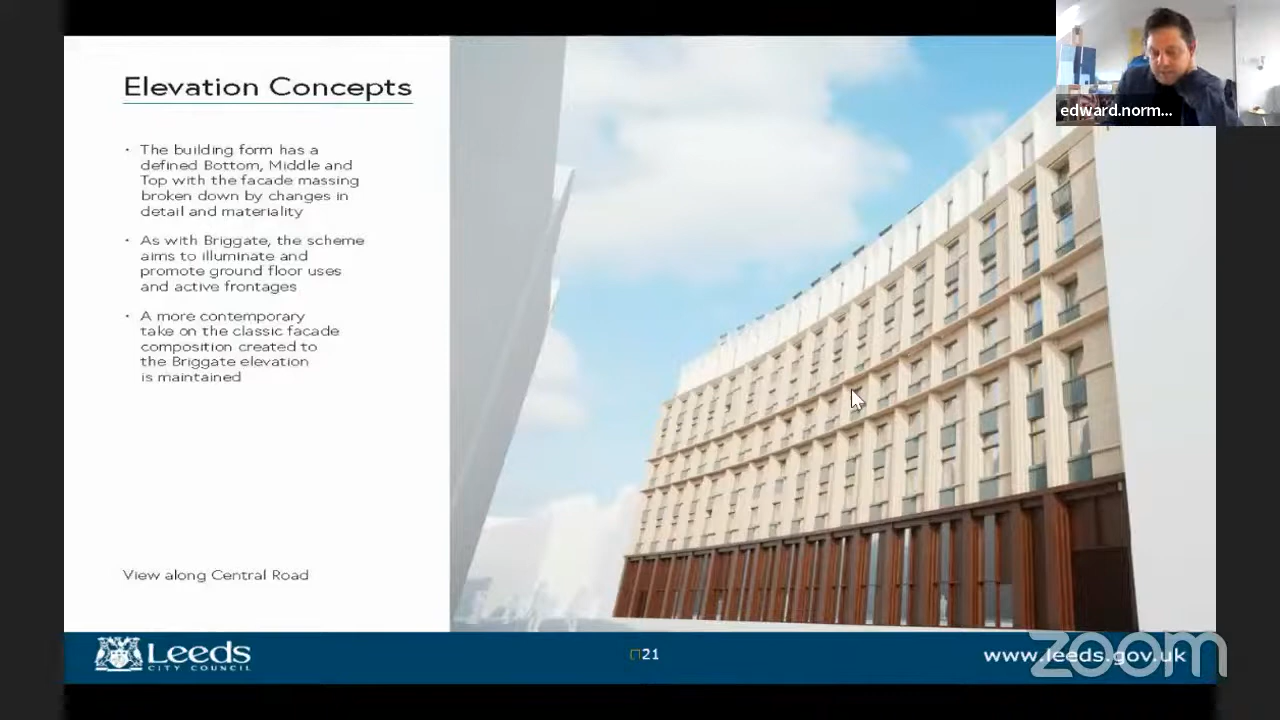 edward.norm...
Elevation Concepts
· The building form has a
defined Bottom, Middle and
Top with the facade massing
broken down by changes in
detail and materiality
· As with Briggate, the scheme
aims to illuminate and
promote ground floor uses
and active frontages
· A more contemporary
take on the classic facade
composition created to
the Briggate elevation
is maintained
View along Central Road
Leeds
CITY COUNCIL
21
www.leeds.gov.uk
zoom